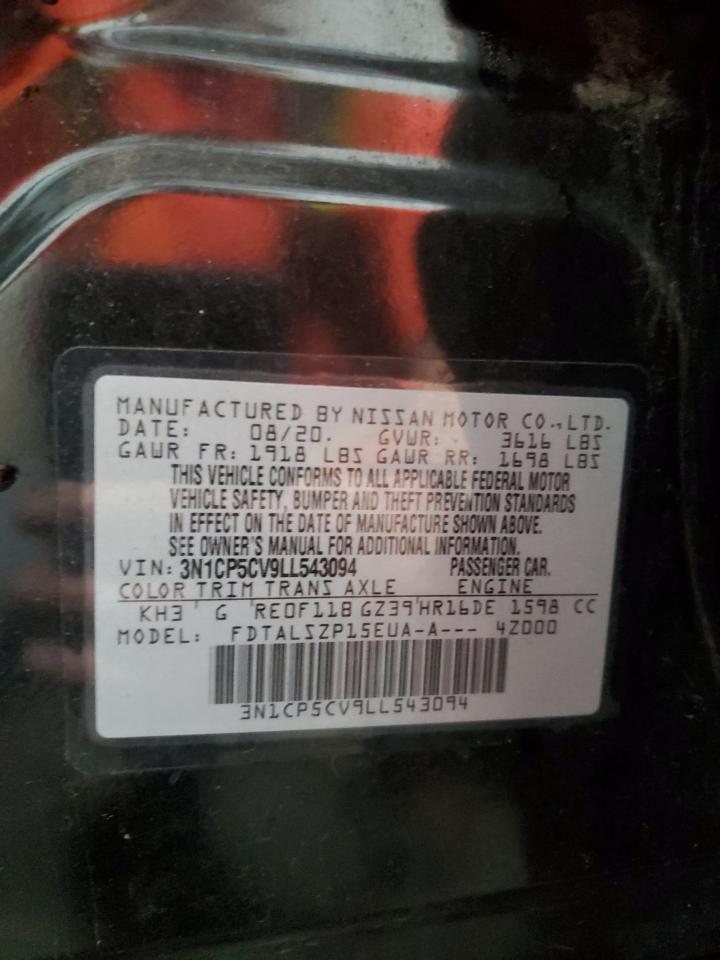 MANUFACTURED BY NISSAN MOTOR CO.,LTD.
DATE: 08/20. GVWR: 3616 LBS
GAWR FR: 1918 LBS GAWR RR: 1698 LBS
THIS VEHICLE CONFORMS TO ALL APPLICABLE FEDERAL MOTOR
VEHICLE SAFETY, BUMPER AND THEFT PREVENTION STANDARDS
IN EFFECT ON THE DATE OF MANUFACTURE SHOWN ABOVE.
SEE OWNER'S MANUAL FOR ADDITIONAL INFORMATION.
VIN: 3N1CP5CV9LL543094 PASSENGER CAR.
COLOR TRIM TRANS AXLE ENGINE
KH3 G RE0F11B GZ39 HR16DE 1598 CC
MODEL: FDTALSZP15EUA-A--- 4Z000
3N1CP5CV9LL543094